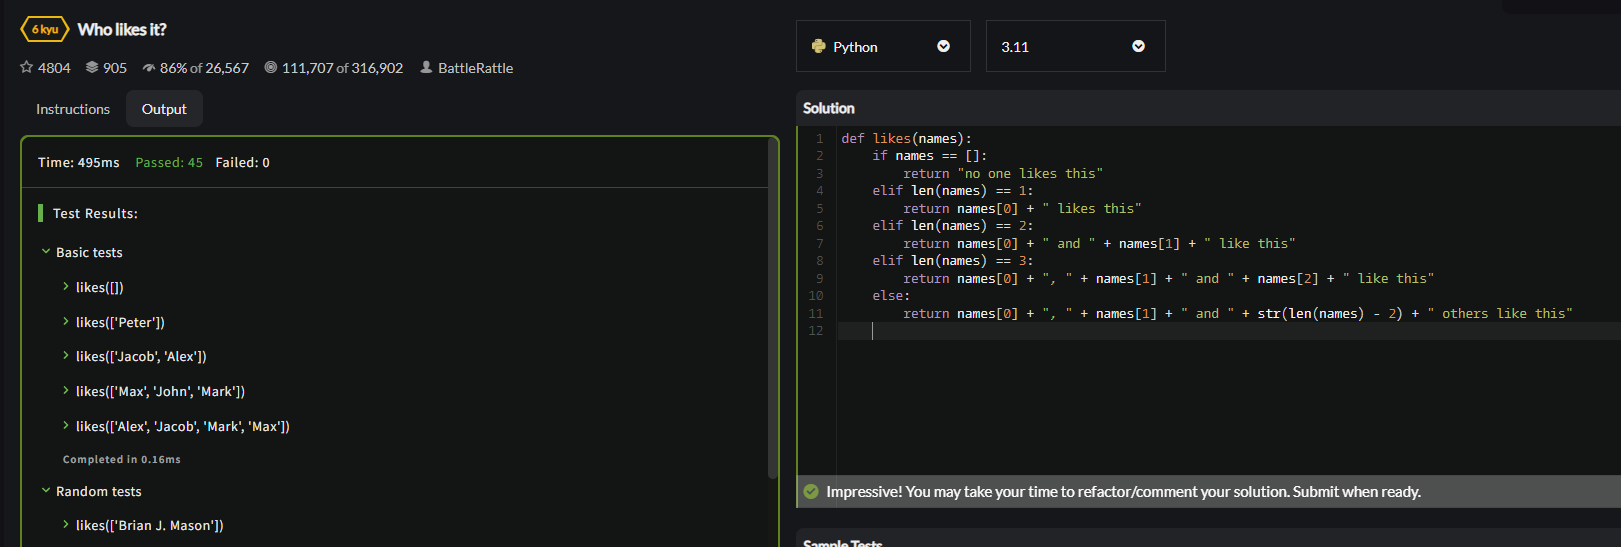 6 kyu Who likes it?
4804 905 86% of 26,567 111,707 of 316,902 BattleRattle
Instructions Output
Time: 495ms Passed: 45 Failed: 0
Test Results:
Basic tests
likes([])
likes(['Peter'])
likes(['Jacob', 'Alex'])
likes(['Max', 'John', 'Mark'])
likes(['Alex', 'Jacob', 'Mark', 'Max'])
Completed in 0.16ms
Random tests
likes(['Brian J. Mason'])
Python 3.11
Solution
1 def likes(names):
2     if names == []:
3         return "no one likes this"
4     elif len(names) == 1:
5         return names[0] + " likes this"
6     elif len(names) == 2:
7         return names[0] + " and " + names[1] + " like this"
8     elif len(names) == 3:
9         return names[0] + ", " + names[1] + " and " + names[2] + " like this"
10     else:
11         return names[0] + ", " + names[1] + " and " + str(len(names) - 2) + " others like this"
12
Impressive! You may take your time to refactor/comment your solution. Submit when ready.
Sample Tests